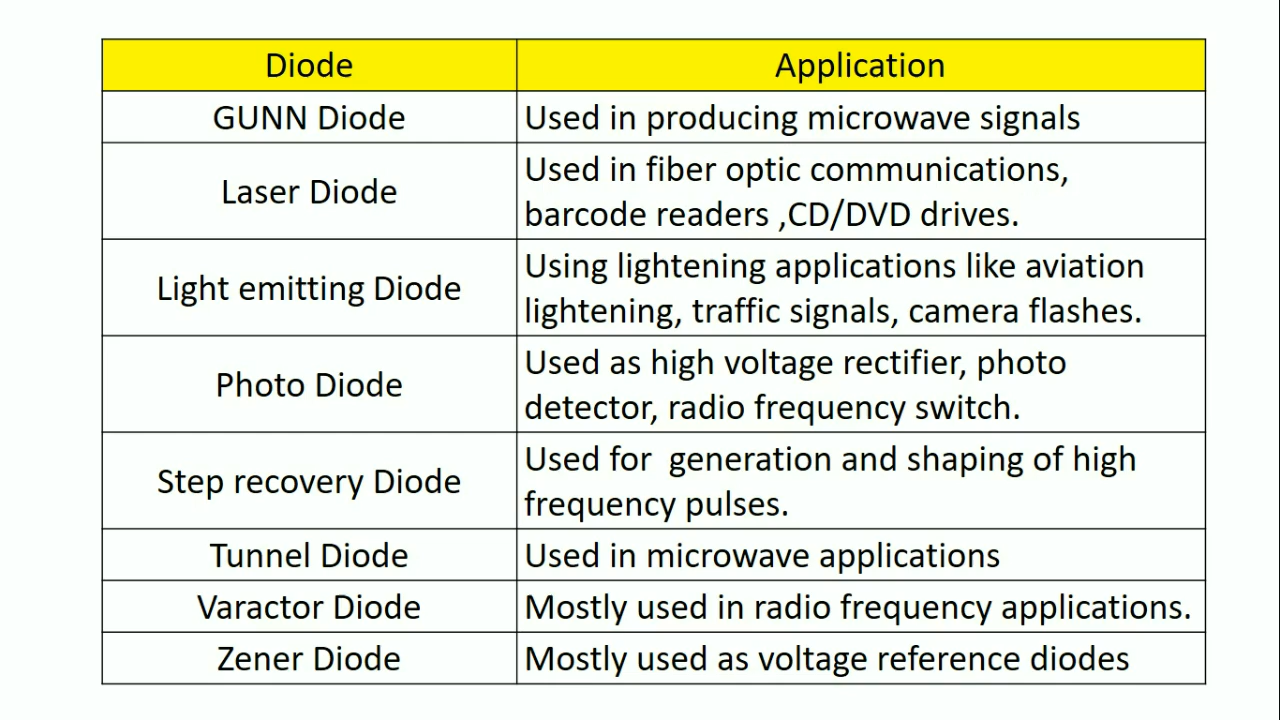 Diode Application
GUNN Diode Used in producing microwave signals
Laser Diode Used in fiber optic communications,
barcode readers ,CD/DVD drives.
Light emitting Diode Using lightening applications like aviation
lightening, traffic signals, camera flashes.
Photo Diode Used as high voltage rectifier, photo
detector, radio frequency switch.
Step recovery Diode Used for  generation and shaping of high
frequency pulses.
Tunnel Diode Used in microwave applications
Varactor Diode Mostly used in radio frequency applications.
Zener Diode Mostly used as voltage reference diodes